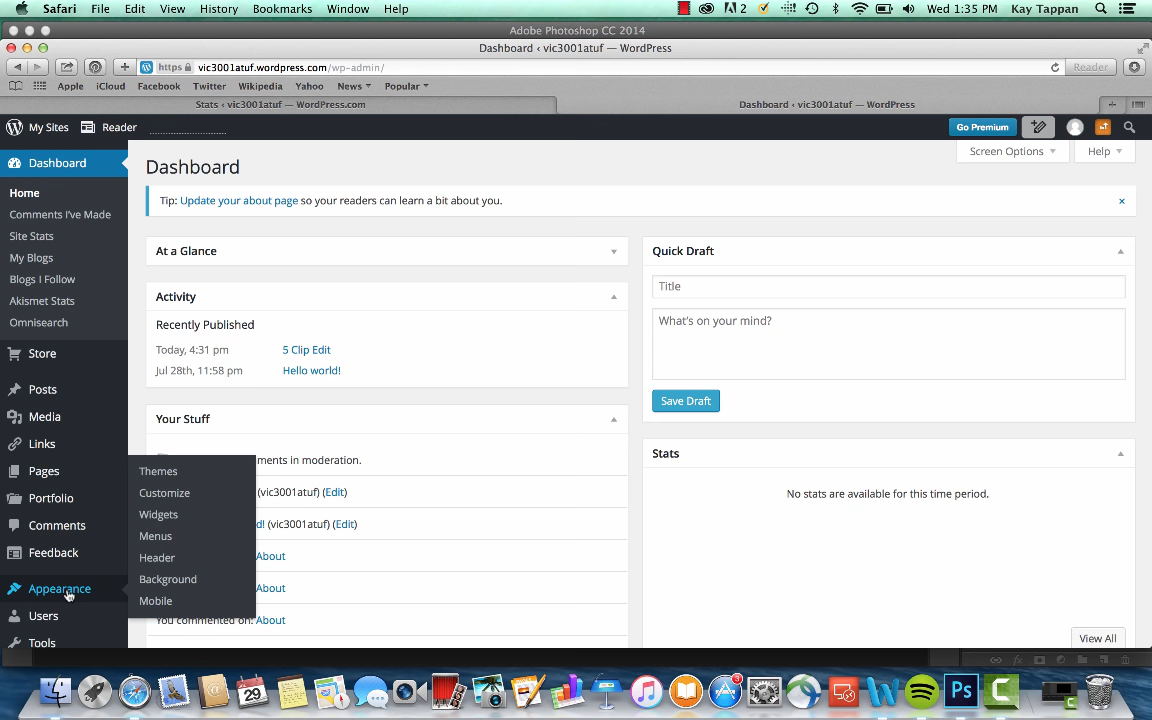 Safari File Edit View History Bookmarks Window Help 2 Wed 1:35 PM Kay Tappan
Adobe Photoshop CC 2014
Dashboard ‹ vic3001atuf — WordPress
https vic3001atuf.wordpress.com/wp-admin/ Reader
Apple iCloud Facebook Twitter Wikipedia Yahoo News Popular
Stats ‹ vic3001atuf — WordPress.com Dashboard ‹ vic3001atuf — WordPress
My Sites Reader Go Premium
Dashboard
Home
Comments I've Made
Site Stats
My Blogs
Blogs I Follow
Akismet Stats
Omnisearch
Store
Posts
Media
Links
Pages
Portfolio
Comments
Feedback
Appearance
Users
Tools
Themes
Customize
Widgets
Menus
Header
Background
Mobile
Screen Options Help
Dashboard
Tip: Update your about page so your readers can learn a bit about you. ×
At a Glance
Activity
Recently Published
Today, 4:31 pm 5 Clip Edit
Jul 28th, 11:58 pm Hello world!
Your Stuff
ments in moderation.
(vic3001atuf) (Edit)
d! (vic3001atuf) (Edit)
About
About
You commented on: About
Quick Draft
Title
What's on your mind?
Save Draft
Stats
No stats are available for this time period.
View All
fx
29
3
W
Ps
C